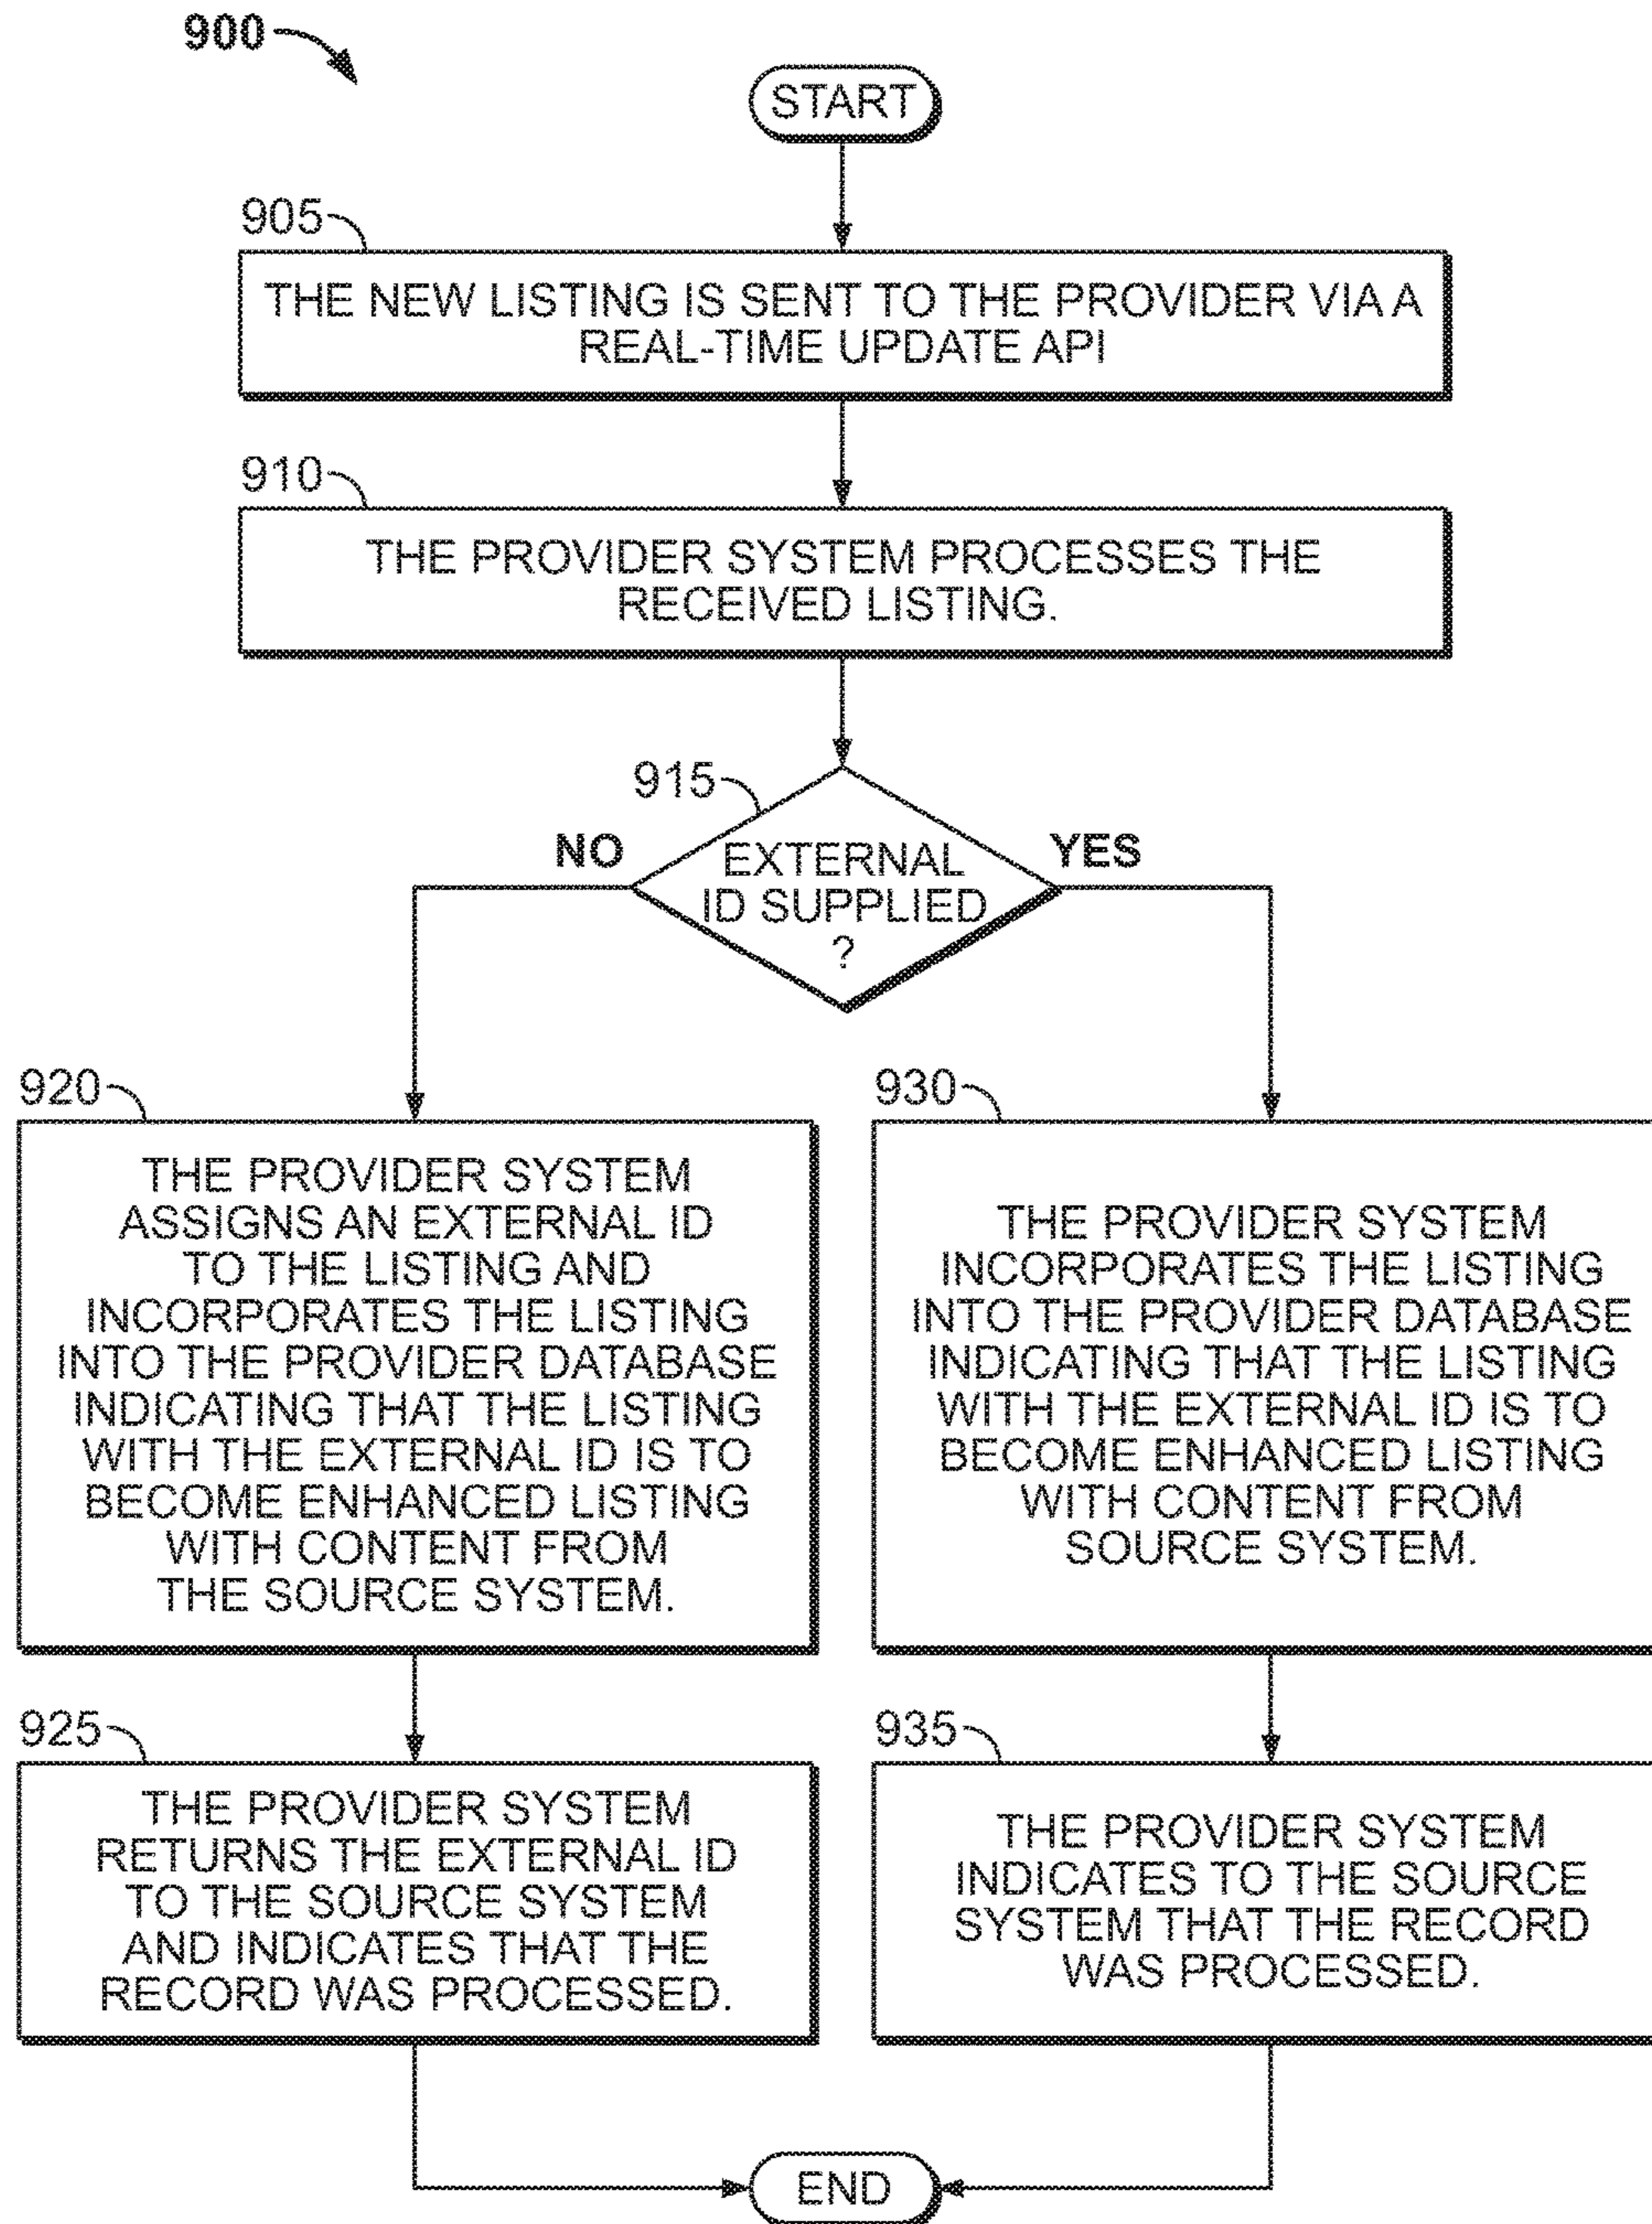 900
START
905
THE NEW LISTING IS SENT TO THE PROVIDER VIA A
REAL-TIME UPDATE API
910
THE PROVIDER SYSTEM PROCESSES THE
RECEIVED LISTING.
915
NO
EXTERNAL
ID SUPPLIED
?
YES
920
THE PROVIDER SYSTEM
ASSIGNS AN EXTERNAL ID
TO THE LISTING AND
INCORPORATES THE LISTING
INTO THE PROVIDER DATABASE
INDICATING THAT THE LISTING
WITH THE EXTERNAL ID IS TO
BECOME ENHANCED LISTING
WITH CONTENT FROM
THE SOURCE SYSTEM.
930
THE PROVIDER SYSTEM
INCORPORATES THE LISTING
INTO THE PROVIDER DATABASE
INDICATING THAT THE LISTING
WITH THE EXTERNAL ID IS TO
BECOME ENHANCED LISTING
WITH CONTENT FROM
SOURCE SYSTEM.
925
THE PROVIDER SYSTEM
RETURNS THE EXTERNAL ID
TO THE SOURCE SYSTEM
AND INDICATES THAT THE
RECORD WAS PROCESSED.
935
THE PROVIDER SYSTEM
INDICATES TO THE SOURCE
SYSTEM THAT THE RECORD
WAS PROCESSED.
END